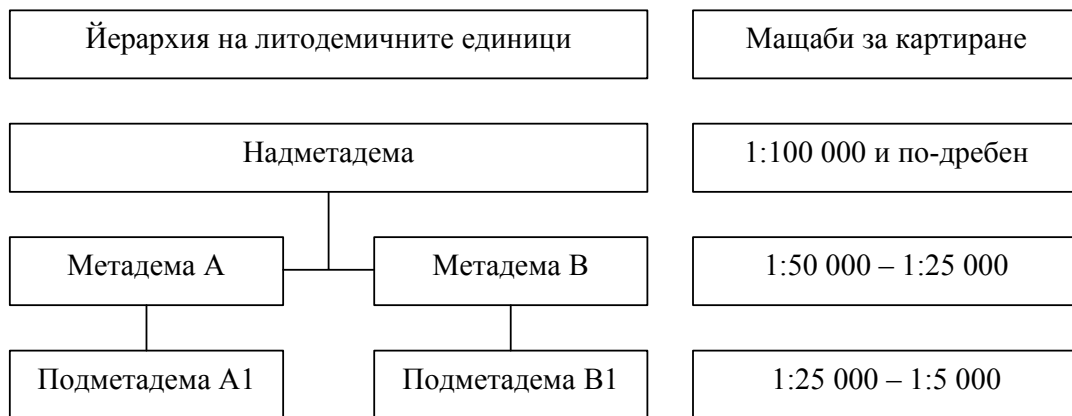 Йерархия на литодемичните единици
Мащаби за картиране
Надметадема
1:100 000 и по-дребен
Метадема А
Метадема В
1:50 000 – 1:25 000
Подметадема А1
Подметадема В1
1:25 000 – 1:5 000